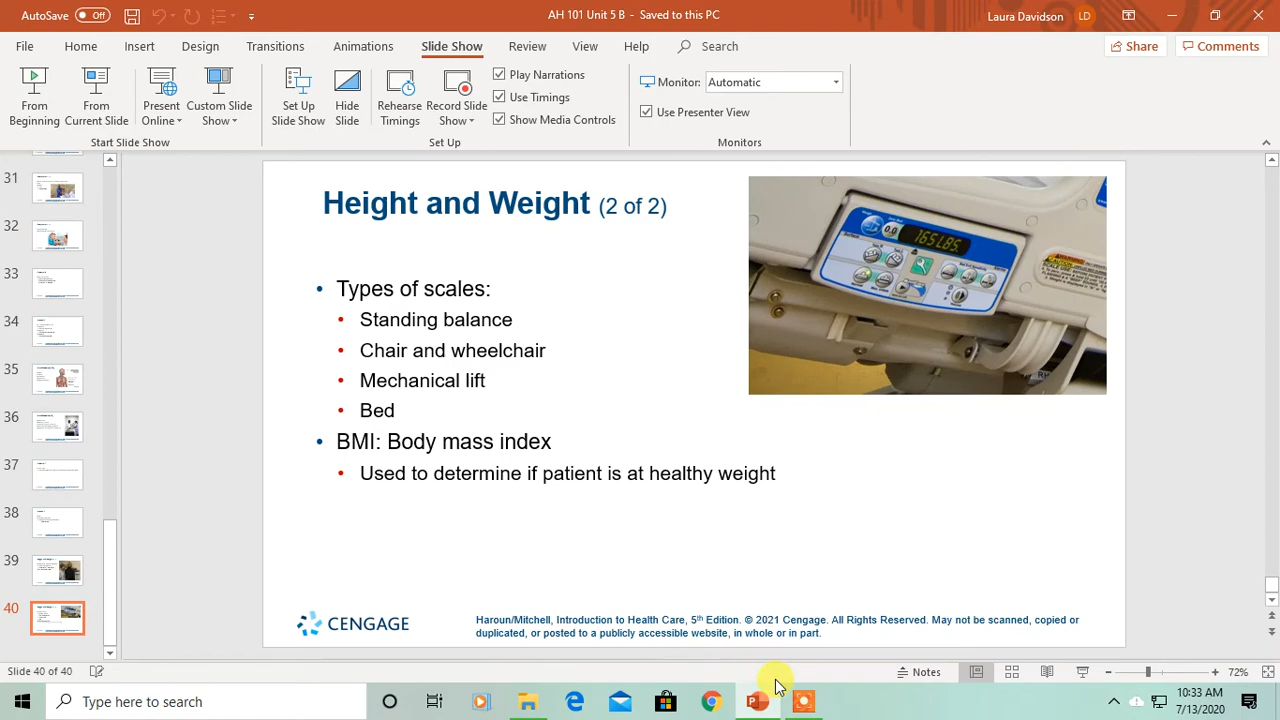 AutoSave Off AH 101 Unit 5 B - Saved to this PC Laura Davidson LD
File Home Insert Design Transitions Animations Slide Show Review View Help Search Share Comments
From Beginning
From Current Slide
Present Online
Custom Slide Show
Set Up Slide Show
Hide Slide
Rehearse Timings
Record Slide Show
Play Narrations
Use Timings
Show Media Controls
Monitor: Automatic
Use Presenter View
Start Slide Show Set Up Monitors
31
32
33
34
35
36
37
38
39
40
Height and Weight (2 of 2)
• Types of scales:
• Standing balance
• Chair and wheelchair
• Mechanical lift
• Bed
• BMI: Body mass index
• Used to determine if patient is at healthy weight
CENGAGE
Haroun/Mitchell, Introduction to Health Care, 5th Edition. © 2021 Cengage. All Rights Reserved. May not be scanned, copied or
duplicated, or posted to a publicly accessible website, in whole or in part.
Slide 40 of 40 Notes 72%
Type here to search 10:33 AM
7/13/2020